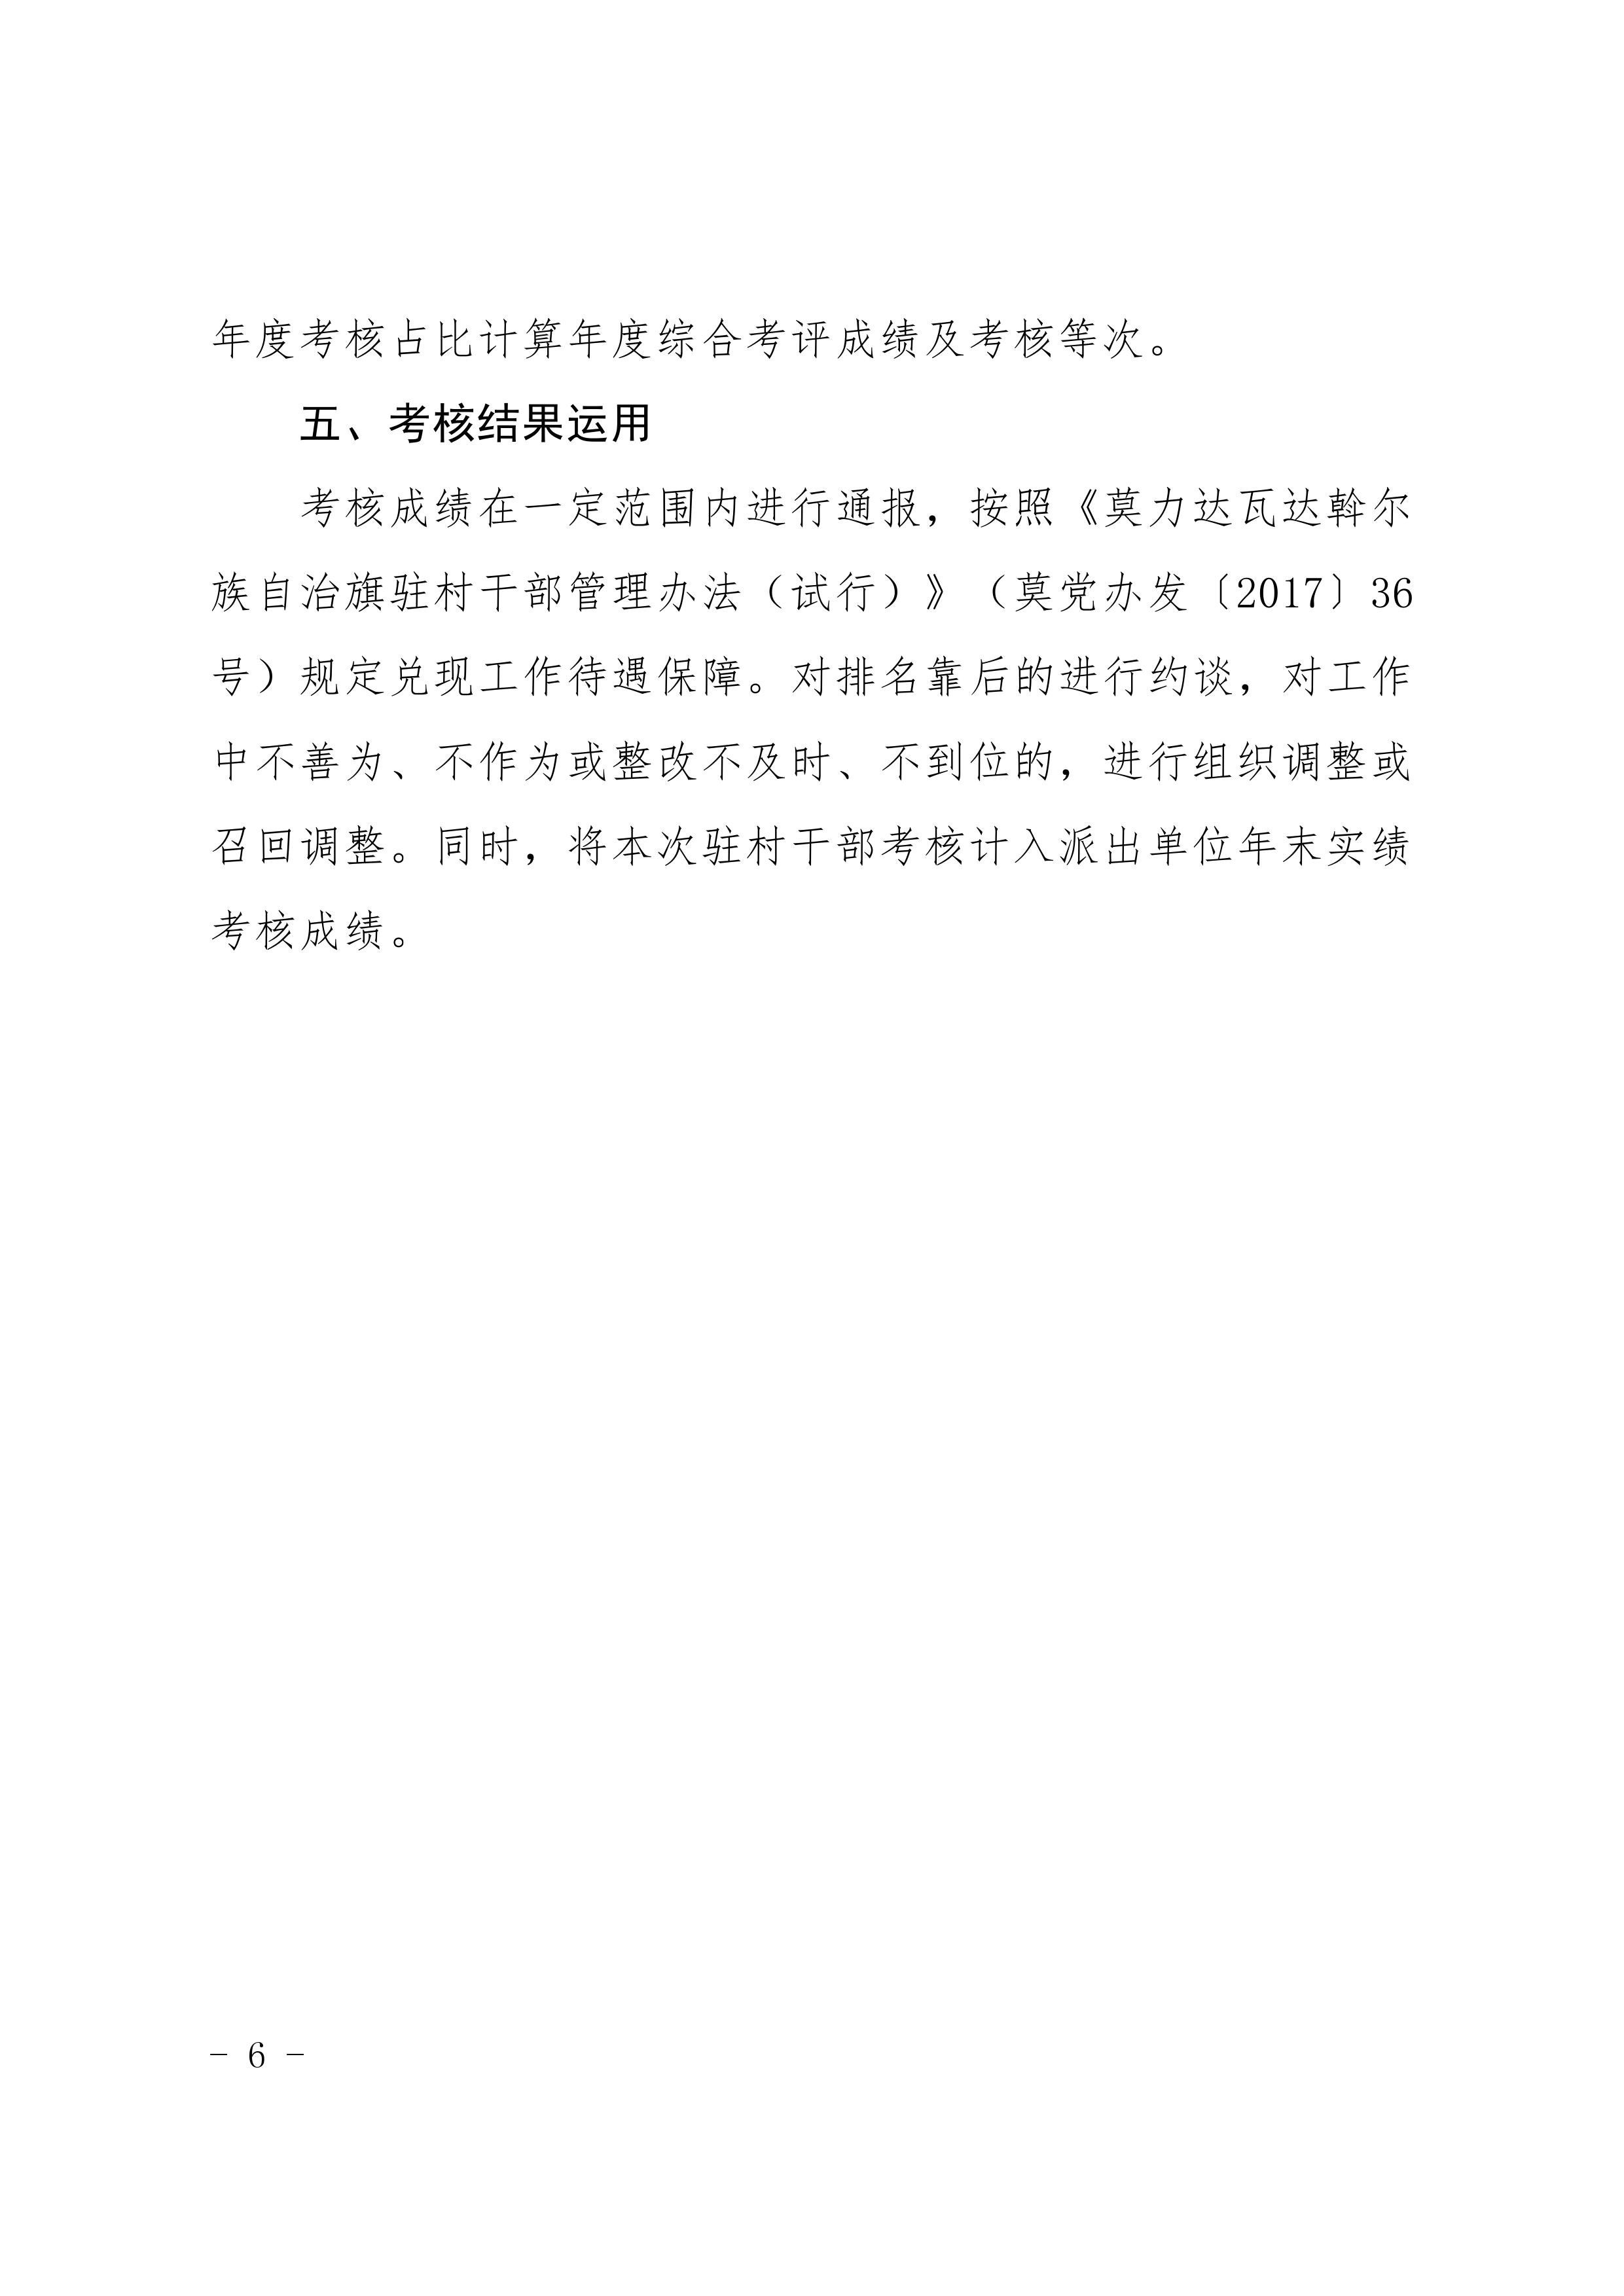 年度考核占比计算年度综合考评成绩及考核等次。
五、考核结果运用
考核成绩在一定范围内进行通报，按照《莫力达瓦达斡尔
族自治旗驻村干部管理办法（试行）》（莫党办发〔2017〕36
号）规定兑现工作待遇保障。对排名靠后的进行约谈，对工作
中不善为、不作为或整改不及时、不到位的，进行组织调整或
召回调整。同时，将本次驻村干部考核计入派出单位年末实绩
考核成绩。
- 6 -